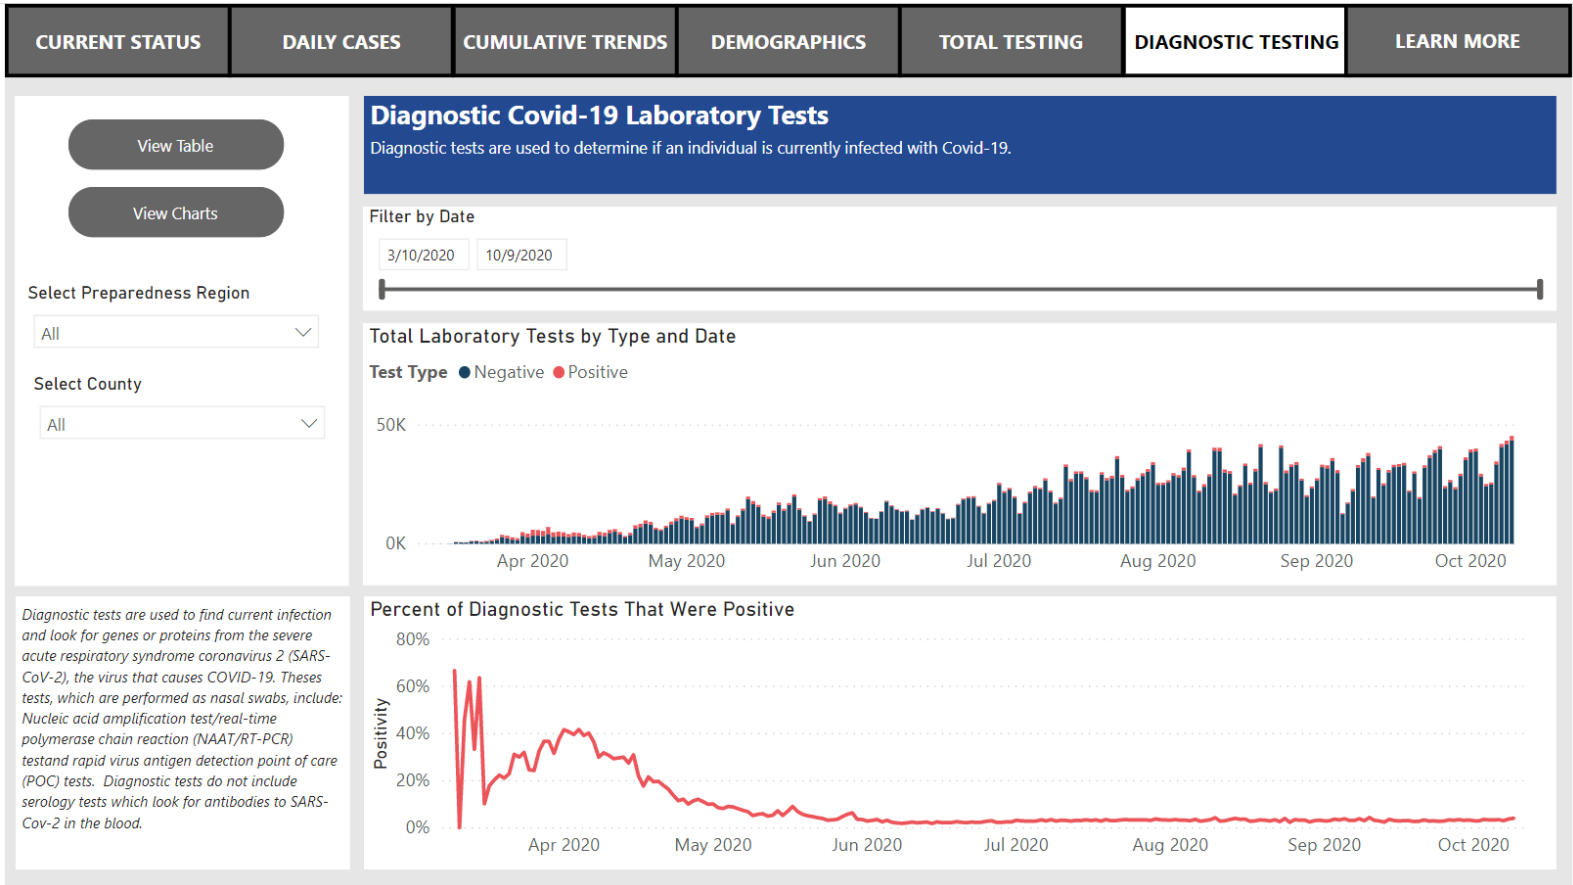 CURRENT STATUS
DAILY CASES
CUMULATIVE TRENDS
DEMOGRAPHICS
TOTAL TESTING
DIAGNOSTIC TESTING
LEARN MORE
View Table
View Charts
Select Preparedness Region
All
Select County
All
Diagnostic tests are used to find current infection
and look for genes or proteins from the severe
acute respiratory syndrome coronavirus 2 (SARS-
CoV-2), the virus that causes COVID-19. Theses
tests, which are performed as nasal swabs, include:
Nucleic acid amplification test/real-time
polymerase chain reaction (NAAT/RT-PCR)
testand rapid virus antigen detection point of care
(POC) tests.  Diagnostic tests do not include
serology tests which look for antibodies to SARS-
Cov-2 in the blood.
Diagnostic Covid-19 Laboratory Tests
Diagnostic tests are used to determine if an individual is currently infected with Covid-19.
Filter by Date
3/10/2020 10/9/2020
Total Laboratory Tests by Type and Date
Test Type Negative Positive
50K
0K
Apr 2020 May 2020 Jun 2020 Jul 2020 Aug 2020 Sep 2020 Oct 2020
Percent of Diagnostic Tests That Were Positive
Positivity
80%
60%
40%
20%
0%
Apr 2020 May 2020 Jun 2020 Jul 2020 Aug 2020 Sep 2020 Oct 2020